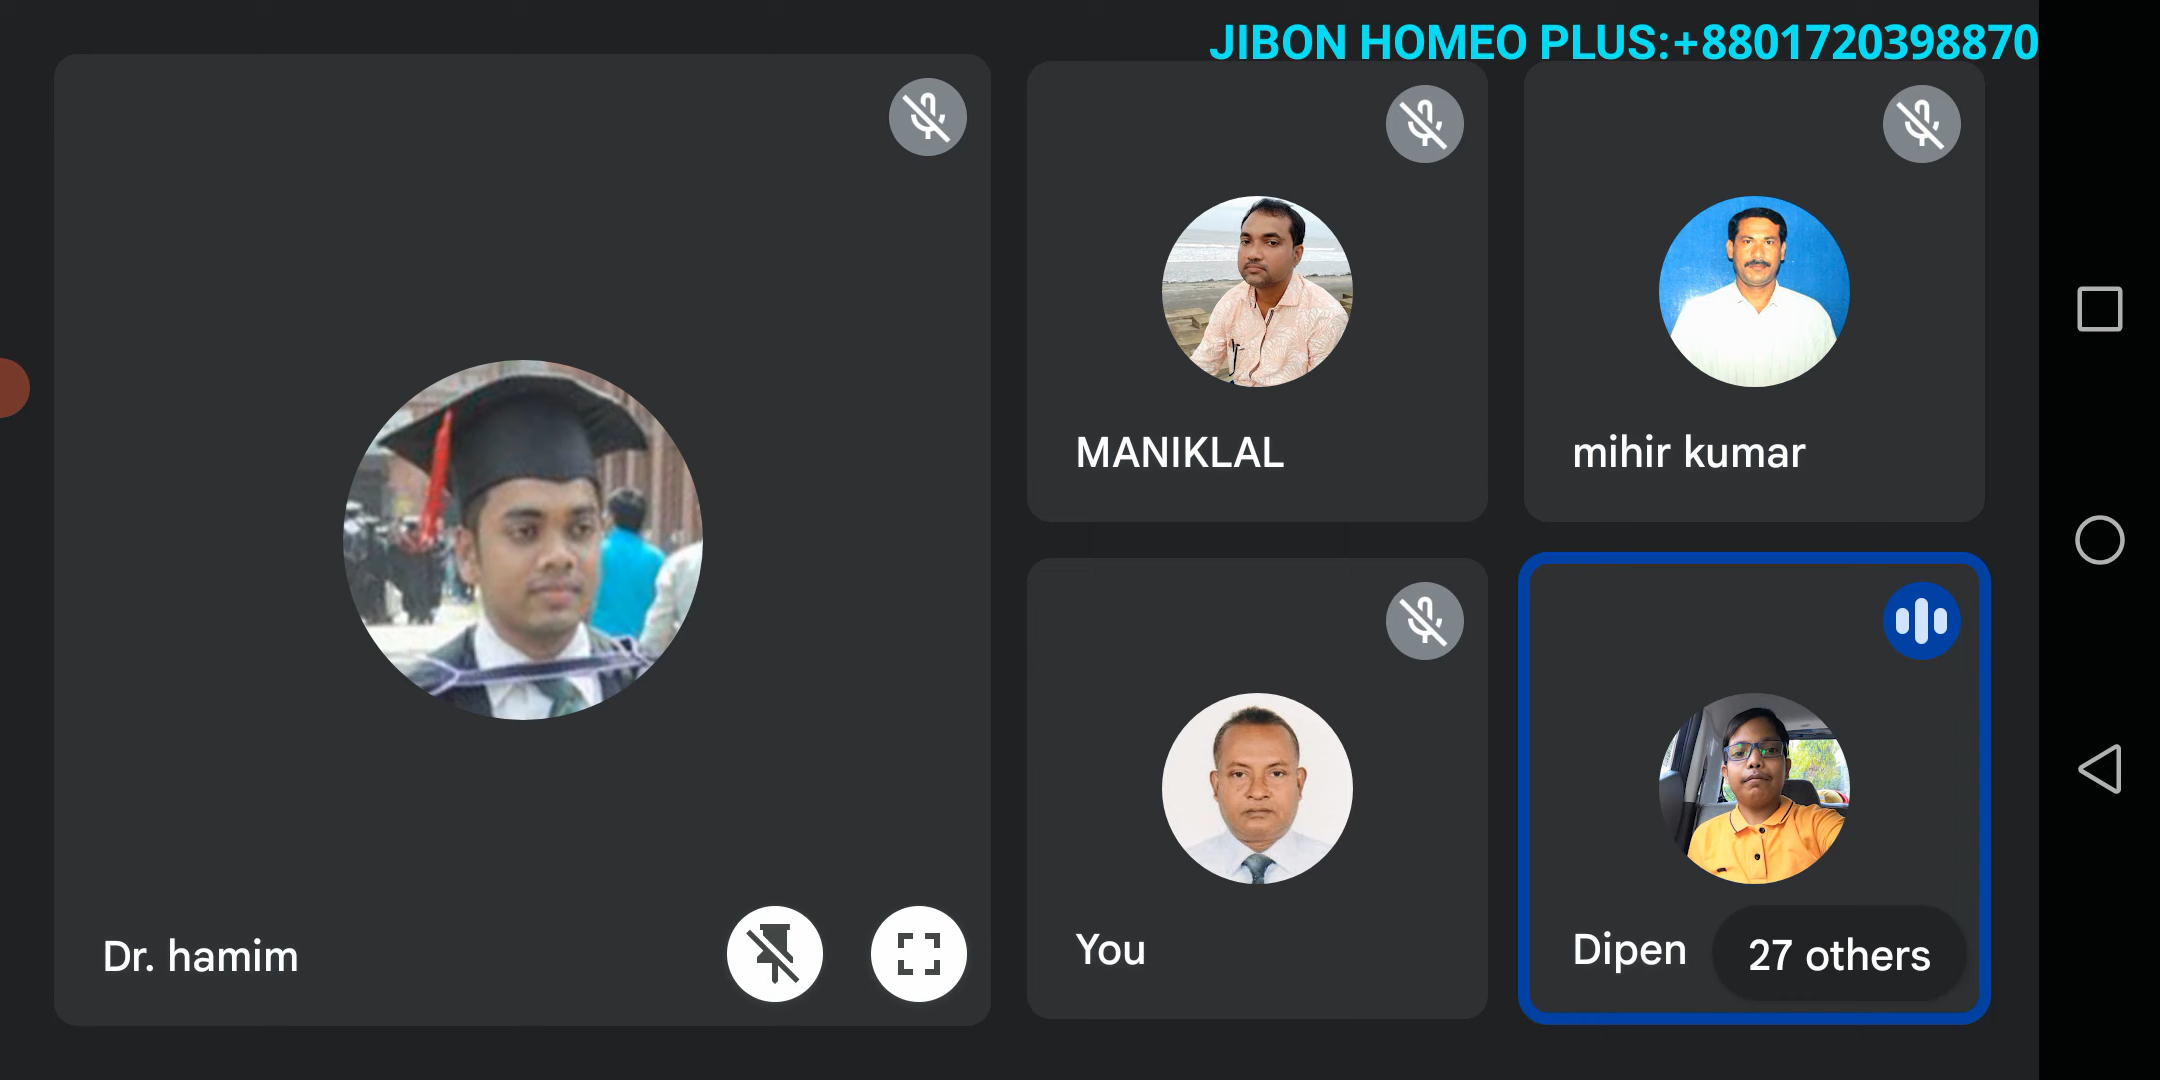 JIBON HOMEO PLUS:+8801720398870
MANIKLAL
mihir kumar
Dr. hamim
You
Dipen
27 others